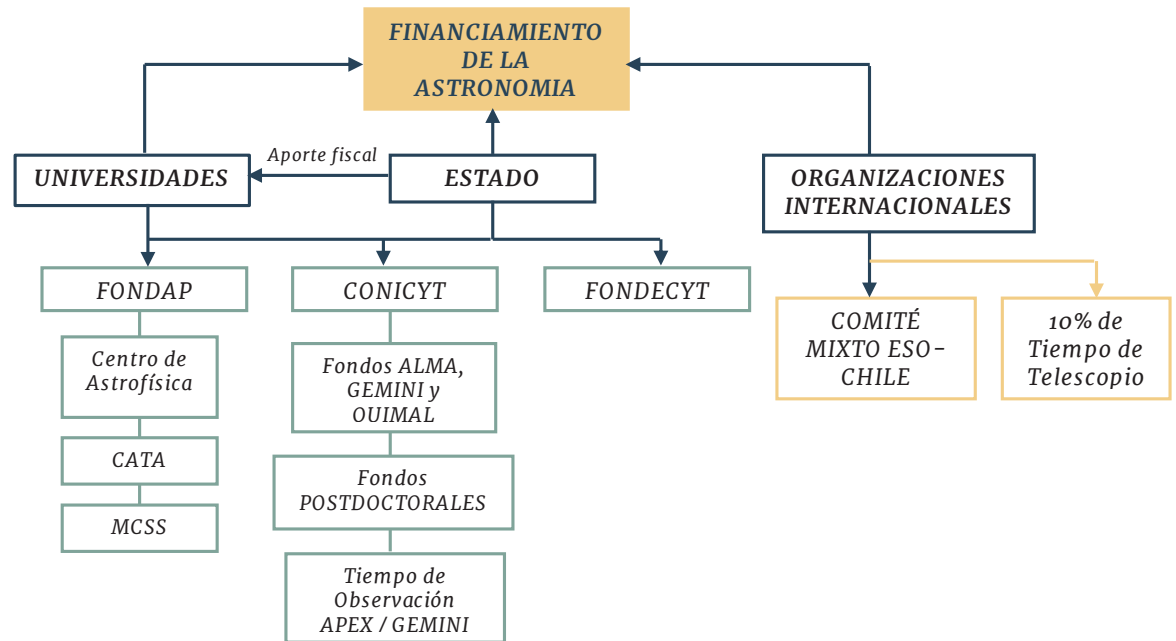 FINANCIAMIENTO
DE LA
ASTRONOMIA
Aporte fiscal
UNIVERSIDADES
ESTADO
ORGANIZACIONES
INTERNACIONALES
FONDAP
CONICYT
FONDECYT
COMITÉ
MIXTO ESO-
CHILE
10% de
Tiempo de
Telescopio
Centro de
Astrofísica
Fondos ALMA,
GEMINI y
OUIMAL
CATA
Fondos
POSTDOCTORALES
MCSS
Tiempo de
Observación
APEX / GEMINI